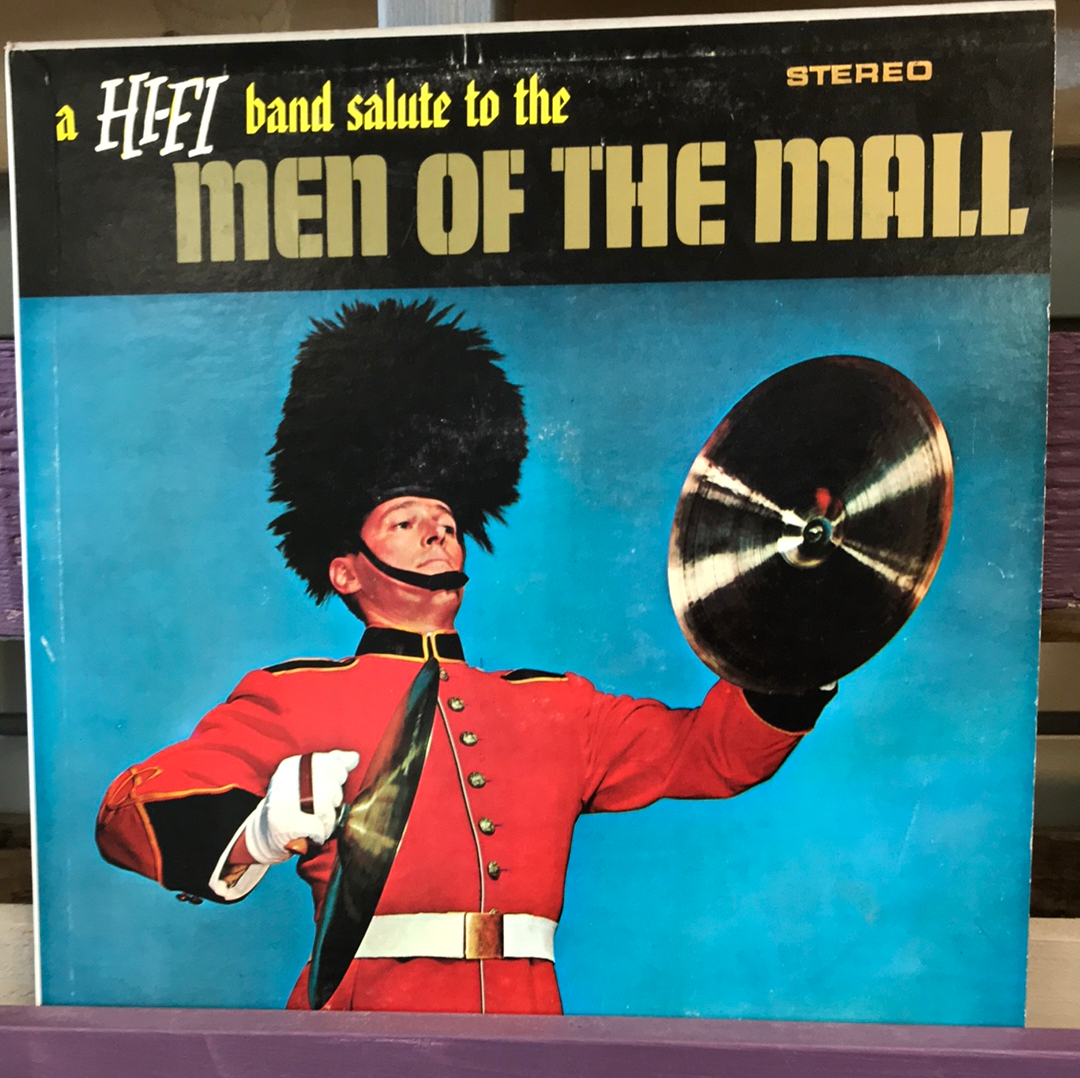 STEREO
a HI-FI band salute to the
MEN OF THE MALL